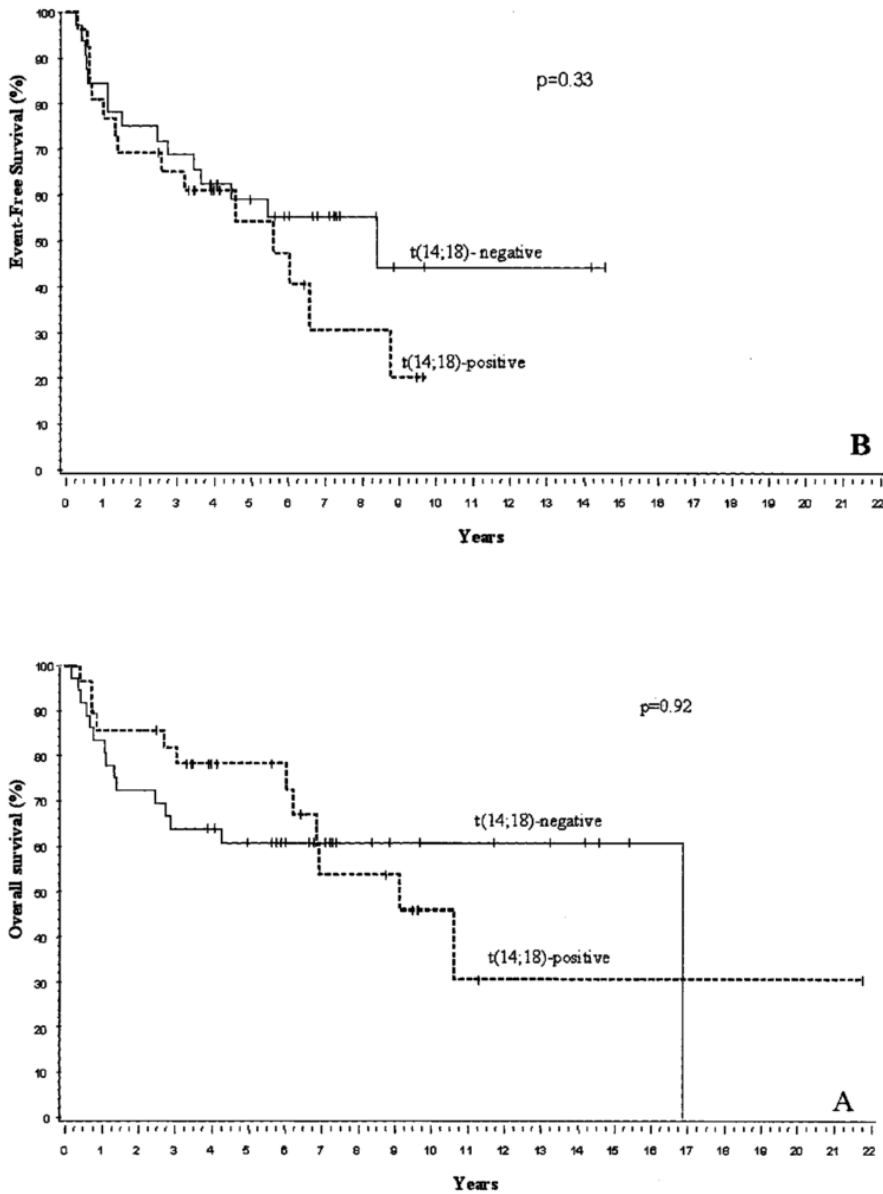 100
90
80
70
60
50
40
30
20
10
0
Event-Free Survival (%)
p=0.33
t(14;18)- negative
t(14;18)-positive
B
0 1 2 3 4 5 6 7 8 9 10 11 12 13 14 15 16 17 18 19 20 21 22
Years
100
90
80
70
60
50
40
30
20
10
0
Overall survival (%)
p=0.92
t(14;18)-negative
t(14;18)-positive
A
0 1 2 3 4 5 6 7 8 9 10 11 12 13 14 15 16 17 18 19 20 21 22
Years